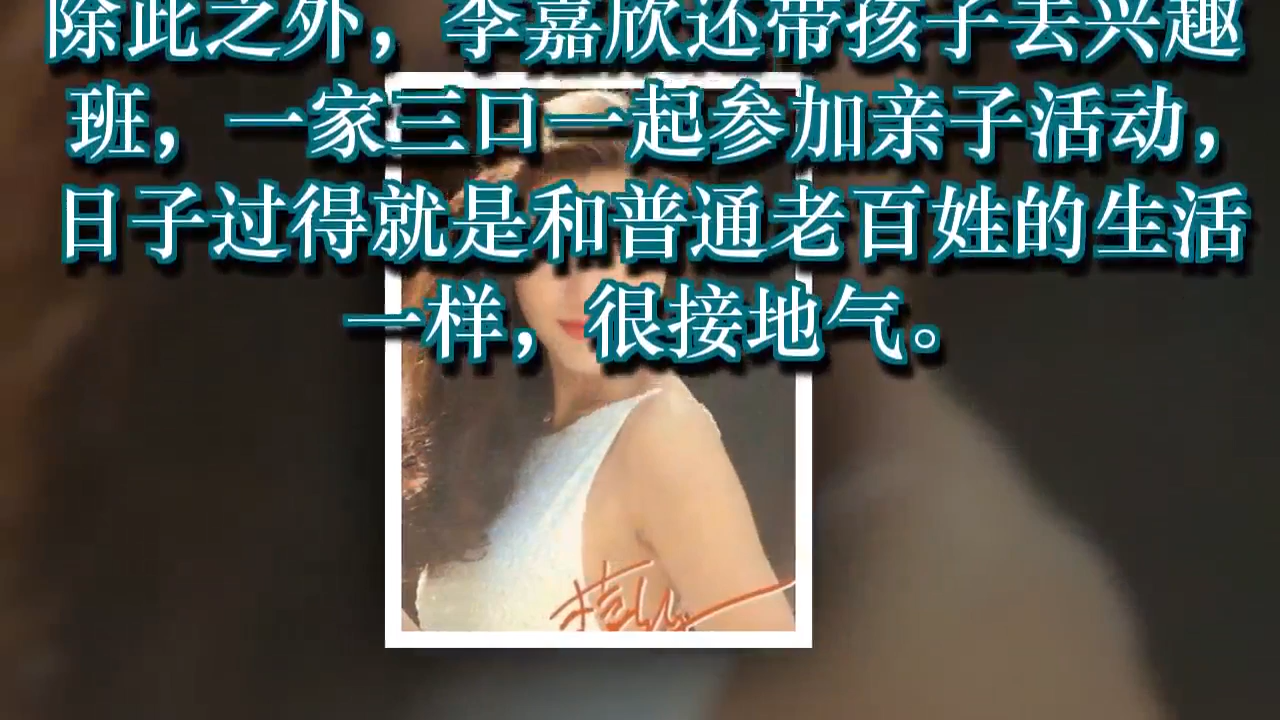 除此之外，李嘉欣还带孩子去兴趣
班，一家三口一起参加亲子活动，
日子过得就是和普通老百姓的生活
一样，很接地气。